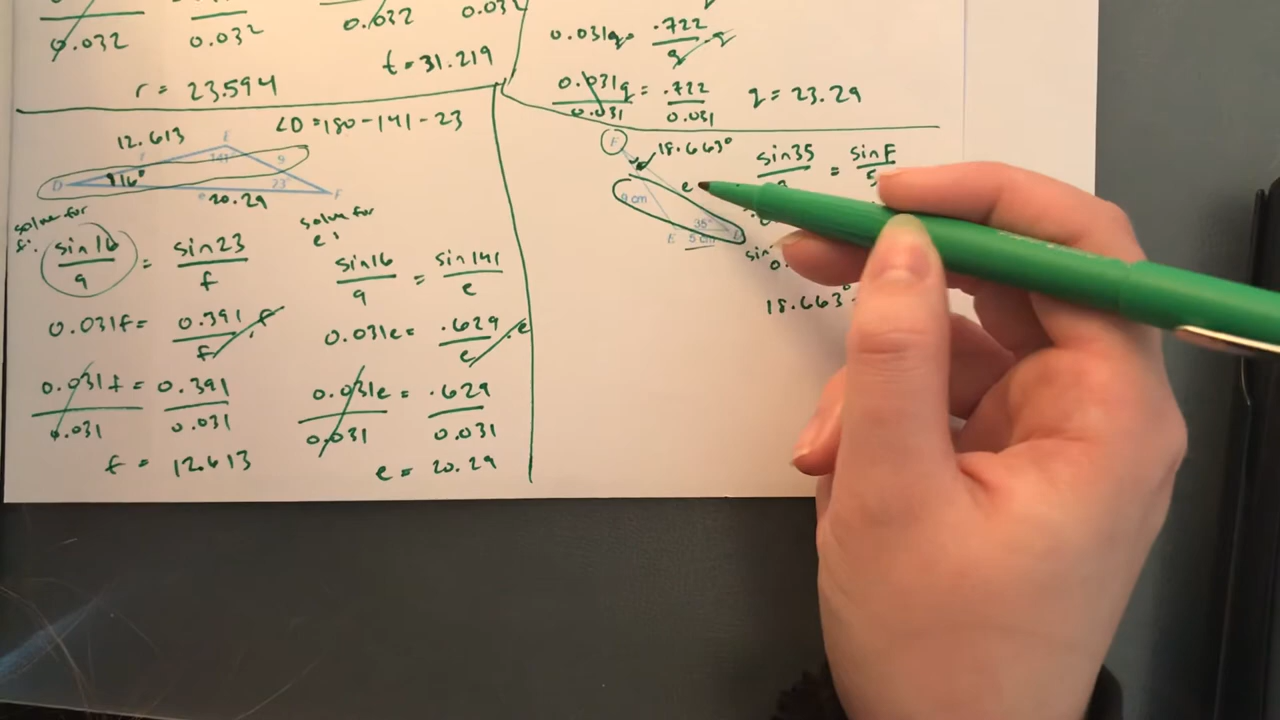 0.032 0.032 0.032 0.032
r = 23.594
t = 31.219
0.031q = .722/q · q
0.031q/0.031 = .722/0.031 q = 23.29
12.613 <D = 180 - 141 - 23
E
141
f 9
D 16° 23° F
e 20.29
solve for f:
sin16/9 = sin23/f
0.031f = 0.391/f · f
0.031f/0.031 = 0.391/0.031
f = 12.613
solve for e:
sin16/9 = sin141/e
0.031e = .629/e · e
0.031e/0.031 = .629/0.031
e = 20.29
F 18.663°
e
9 cm
35°
E 5 cm D
sin35 = sinF
sin
0.
18.663°